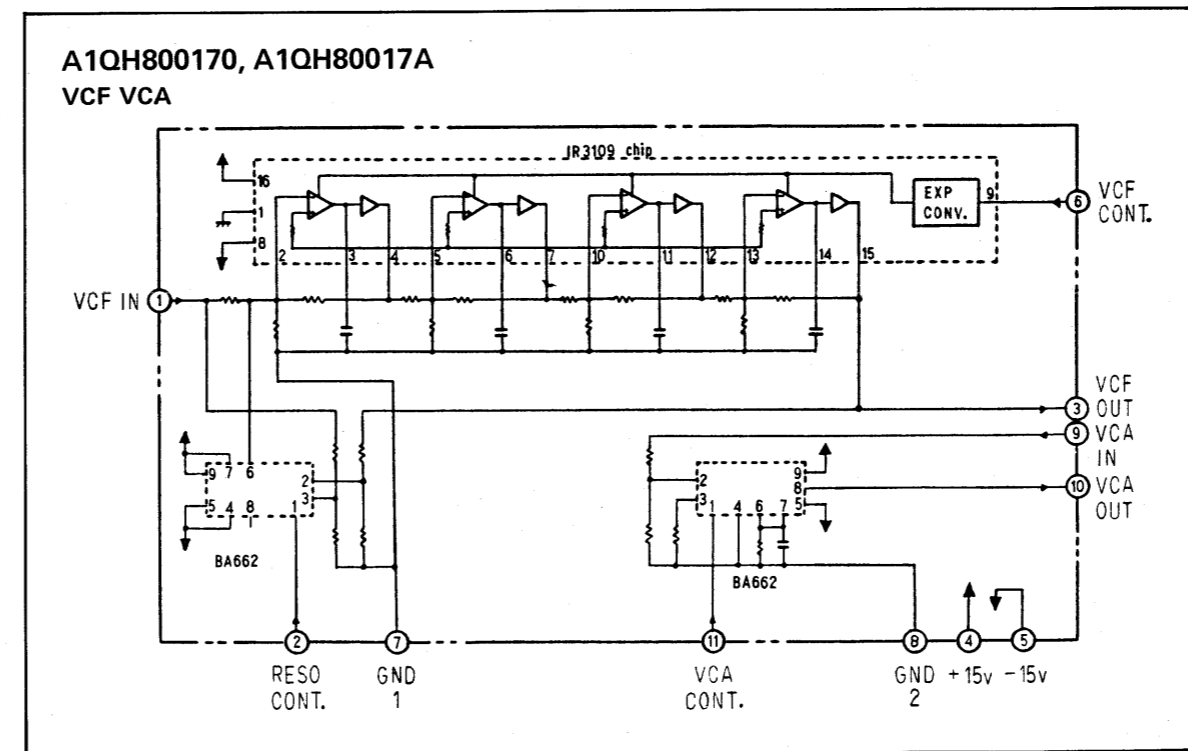 A1QH800170, A1QH80017A
VCF VCA
IR3109 chip
16
1
8
EXP
CONV.
9
2 3 4 5 6 7 10 11 12 13 14 15
6 VCF
CONT.
VCF IN 1
VCF
3 OUT
9 VCA
IN
10 VCA
OUT
9 7 6
2
3
5 4 8 1
BA662
2
3
1 4 6 7
9
8
5
BA662
2
RESO
CONT.
7
GND
1
11
VCA
CONT.
8
GND
2
4
+15v
5
-15v